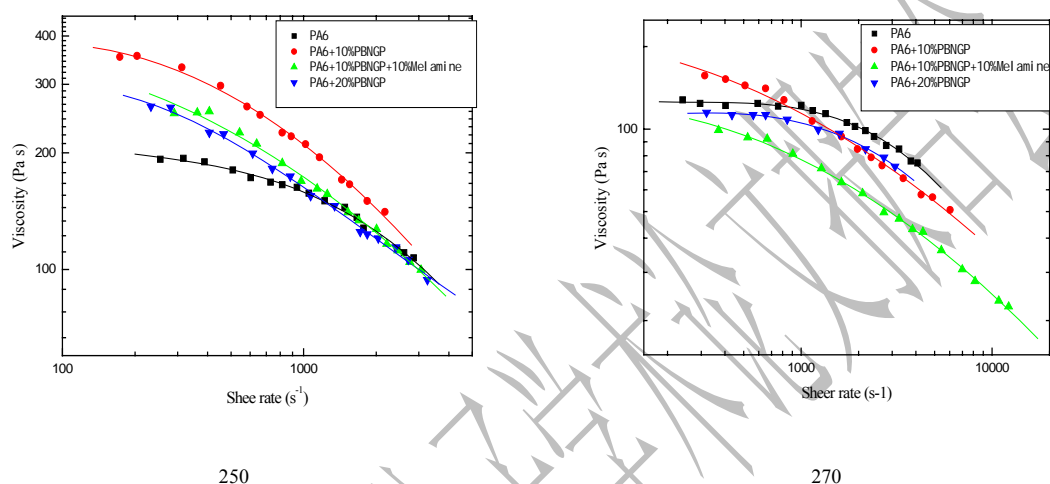 400
300
200
100
Viscosity (Pa s)
PA6
PA6+10%PBNGP
PA6+10%PBNGP+10%Melamine
PA6+20%PBNGP
100
1000
Shee rate (s-1)
250
100
Viscosity (Pa s)
PA6
PA6+10%PBNGP
PA6+10%PBNGP+10%Melamine
PA6+20%PBNGP
1000
10000
Sheer rate (s-1)
270